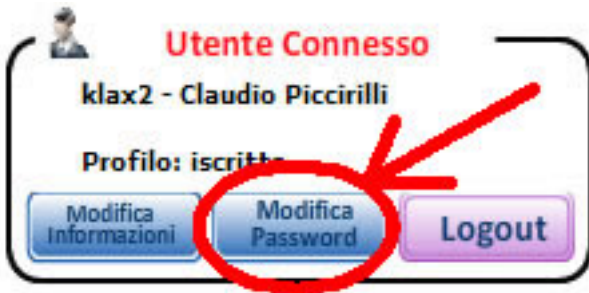 Utente Connesso
klax2 - Claudio Piccirilli
Profilo: iscritto
Modifica Informazioni
Modifica Password
Logout